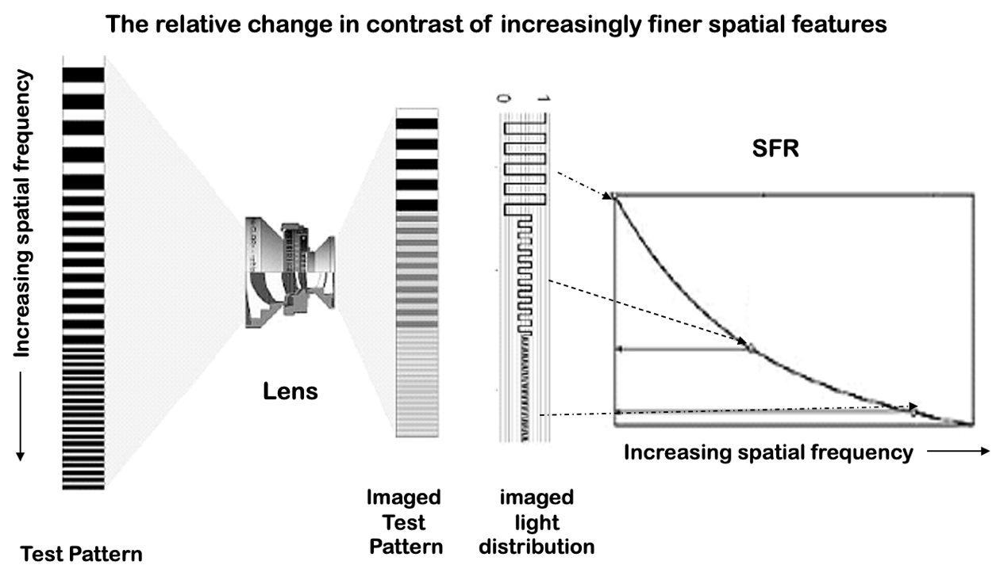 The relative change in contrast of increasingly finer spatial features
Increasing spatial frequency
0 1
SFR
Lens
Increasing spatial frequency
Imaged
Test
Pattern
imaged
light
distribution
Test Pattern